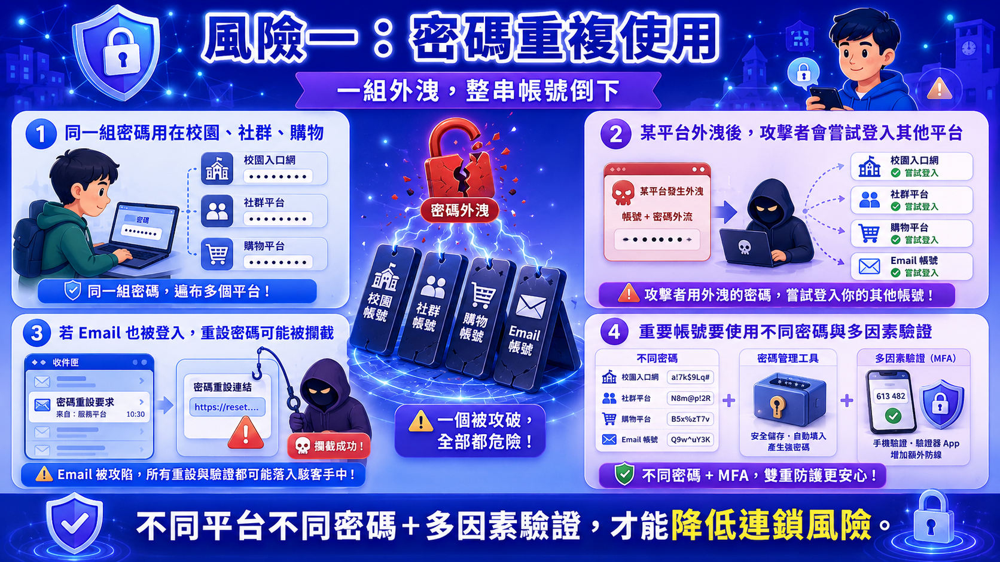 風險一：密碼重複使用
一組外洩，整串帳號倒下
1 同一組密碼用在校園、社群、購物
密碼
校園入口網
社群平台
購物平台
同一組密碼，遍布多個平台！
密碼外洩
校園
帳號
社群
帳號
購物
帳號
Email
帳號
一個被攻破，
全部都危險！
2 某平台外洩後，攻擊者會嘗試登入其他平台
某平台發生外洩
帳號 + 密碼外流
校園入口網
嘗試登入
社群平台
嘗試登入
購物平台
嘗試登入
Email 帳號
嘗試登入
攻擊者用外洩的密碼，嘗試登入你的其他帳號！
3 若 Email 也被登入，重設密碼可能被攔截
收件匣
密碼重設要求
來自：服務平台 10:30
密碼重設連結
https://reset....
攔截成功！
Email 被攻陷，所有重設與驗證都可能落入駭客手中！
4 重要帳號要使用不同密碼與多因素驗證
不同密碼
校園入口網 a!7k$9Lq#
社群平台 N8m@p!2R
購物平台 B5x%zT7v
Email 帳號 Q9w^uY3K
密碼管理工具
安全儲存・自動填入
產生強密碼
多因素驗證（MFA）
613 482
手機驗證・驗證器 App
增加額外防線
不同密碼 + MFA，雙重防護更安心！
不同平台不同密碼＋多因素驗證，才能降低連鎖風險。